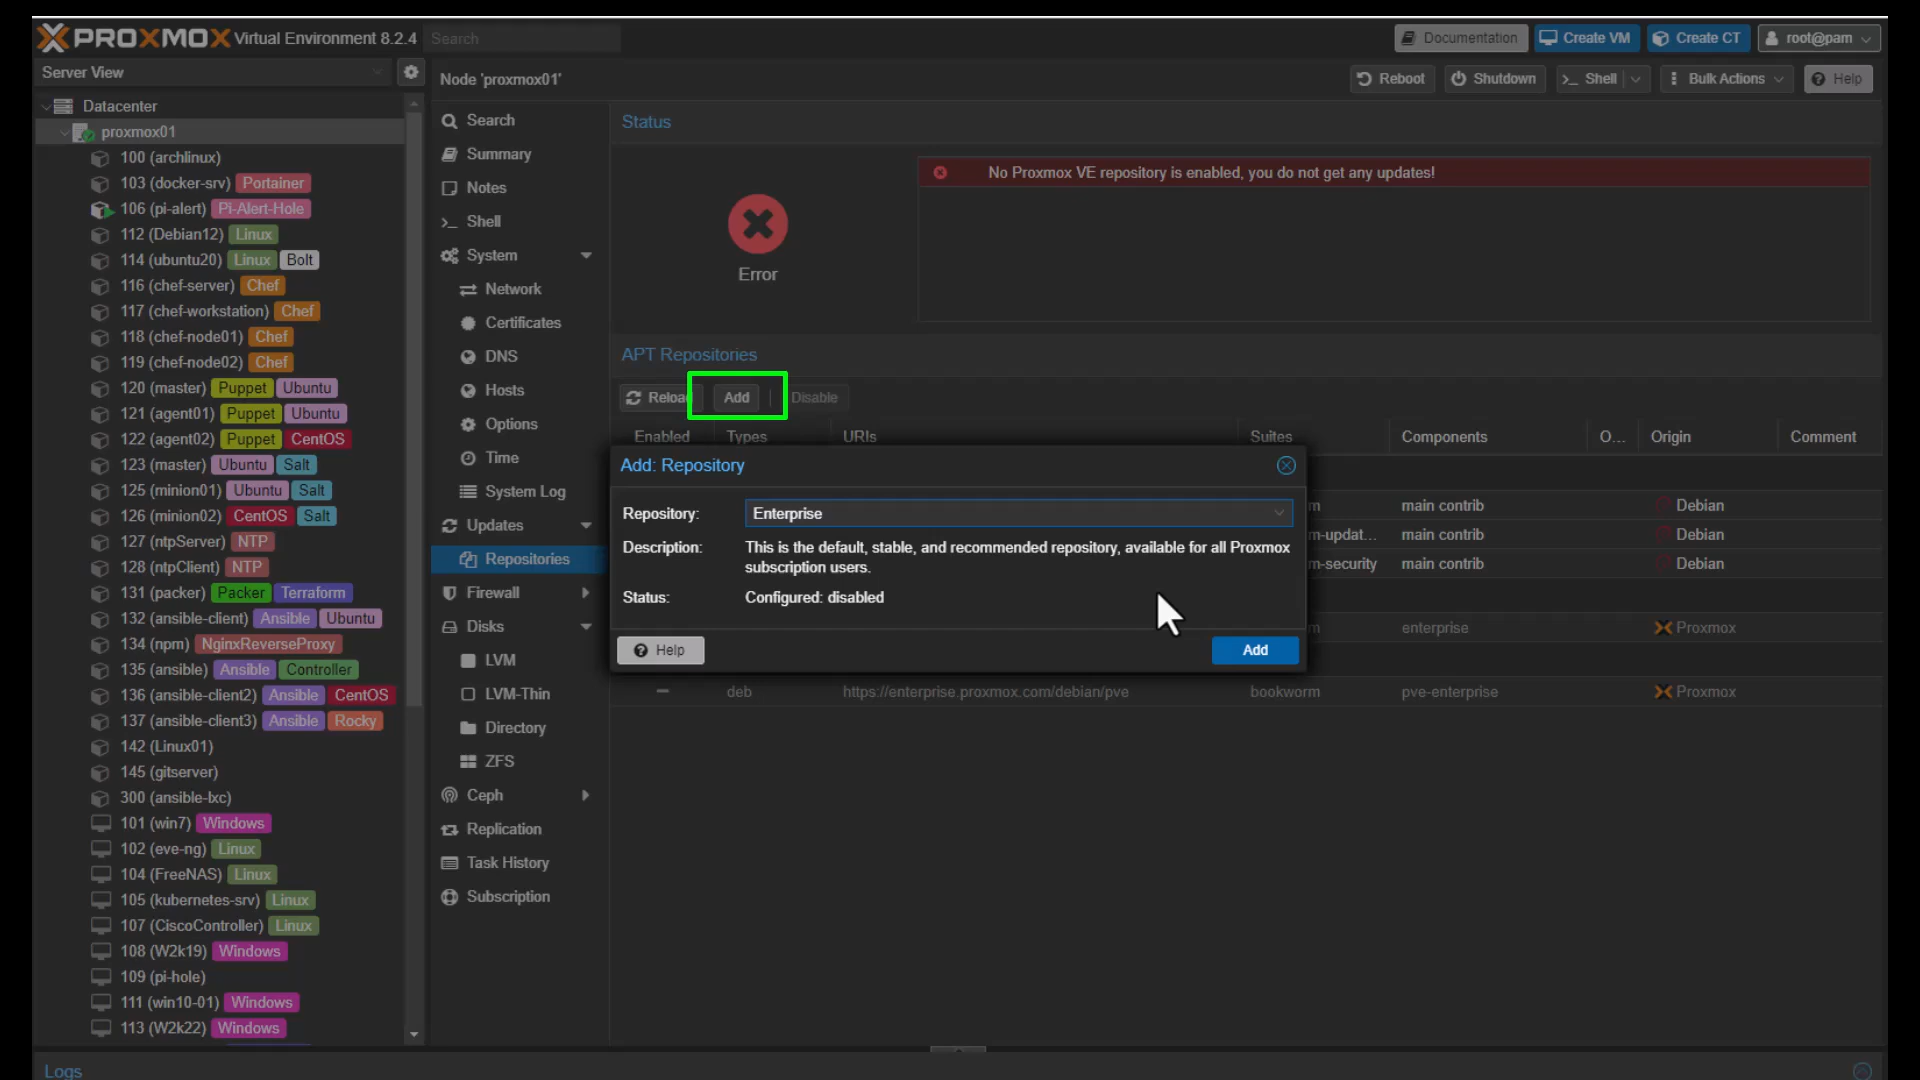 PROXMOX Virtual Environment 8.2.4 Search Documentation Create VM Create CT root@pam
Server View
Node 'proxmox01' Reboot Shutdown >_ Shell Bulk Actions Help
Datacenter
proxmox01
100 (archlinux)
103 (docker-srv) Portainer
106 (pi-alert) Pi-Alert-Hole
112 (Debian12) Linux
114 (ubuntu20) Linux Bolt
116 (chef-server) Chef
117 (chef-workstation) Chef
118 (chef-node01) Chef
119 (chef-node02) Chef
120 (master) Puppet Ubuntu
121 (agent01) Puppet Ubuntu
122 (agent02) Puppet CentOS
123 (master) Ubuntu Salt
125 (minion01) Ubuntu Salt
126 (minion02) CentOS Salt
127 (ntpServer) NTP
128 (ntpClient) NTP
131 (packer) Packer Terraform
132 (ansible-client) Ansible Ubuntu
134 (npm) NginxReverseProxy
135 (ansible) Ansible Controller
136 (ansible-client2) Ansible CentOS
137 (ansible-client3) Ansible Rocky
142 (Linux01)
145 (gitserver)
300 (ansible-lxc)
101 (win7) Windows
102 (eve-ng) Linux
104 (FreeNAS) Linux
105 (kubernetes-srv) Linux
107 (CiscoController) Linux
108 (W2k19) Windows
109 (pi-hole)
111 (win10-01) Windows
113 (W2k22) Windows
Search
Summary
Notes
>_ Shell
System
Network
Certificates
DNS
Hosts
Options
Time
System Log
Updates
Repositories
Firewall
Disks
LVM
LVM-Thin
Directory
ZFS
Ceph
Replication
Task History
Subscription
Status
No Proxmox VE repository is enabled, you do not get any updates!
Error
APT Repositories
Reload Add Disable
Enabled Types URIs Suites Components O... Origin Comment
Add: Repository
Repository: Enterprise
Description: This is the default, stable, and recommended repository, available for all Proxmox
subscription users.
Status: Configured: disabled
Help Add
m main contrib Debian
m-updat... main contrib Debian
m-security main contrib Debian
m enterprise Proxmox
deb https://enterprise.proxmox.com/debian/pve bookworm pve-enterprise Proxmox
Logs